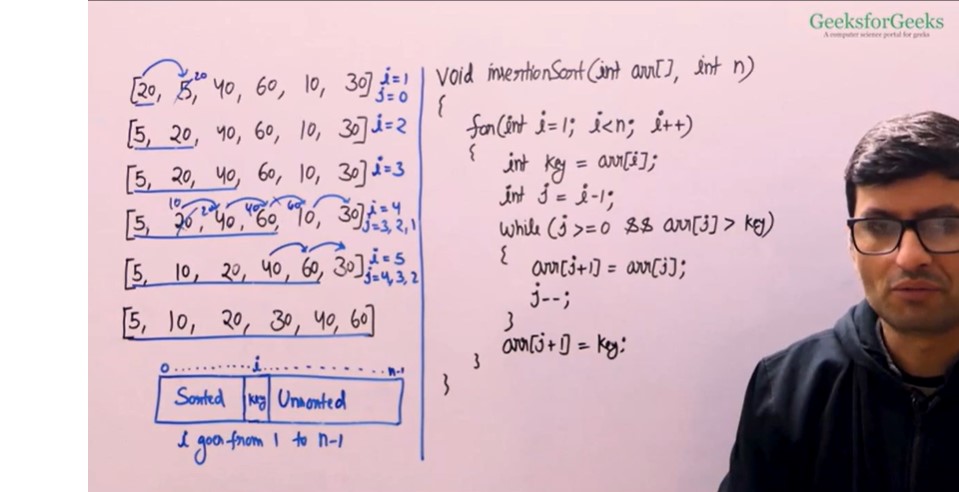 GeeksforGeeks
A computer science portal for geeks
[20, 5, 20 40, 60, 10, 30] i=1
j=0
[5, 20, 40, 60, 10, 30] i=2
[5, 20, 40, 60, 10, 30] i=3
10 20 40 60
[5, 20, 40, 60, 10, 30] i=4
j=3, 2, 1
[5, 10, 20, 40, 60, 30] i=5
j=4, 3, 2
[5, 10, 20, 30, 40, 60]
0 i n-1
Sorted key Unsorted
i goes from 1 to n-1
void insertionSort(int arr[], int n)
{
for(int i=1; i<n; i++)
{
int key = arr[i];
int j = i-1;
while (j >=0 && arr[j] > key)
{
arr[j+1] = arr[j];
j--;
}
arr[j+1] = key;
}
}